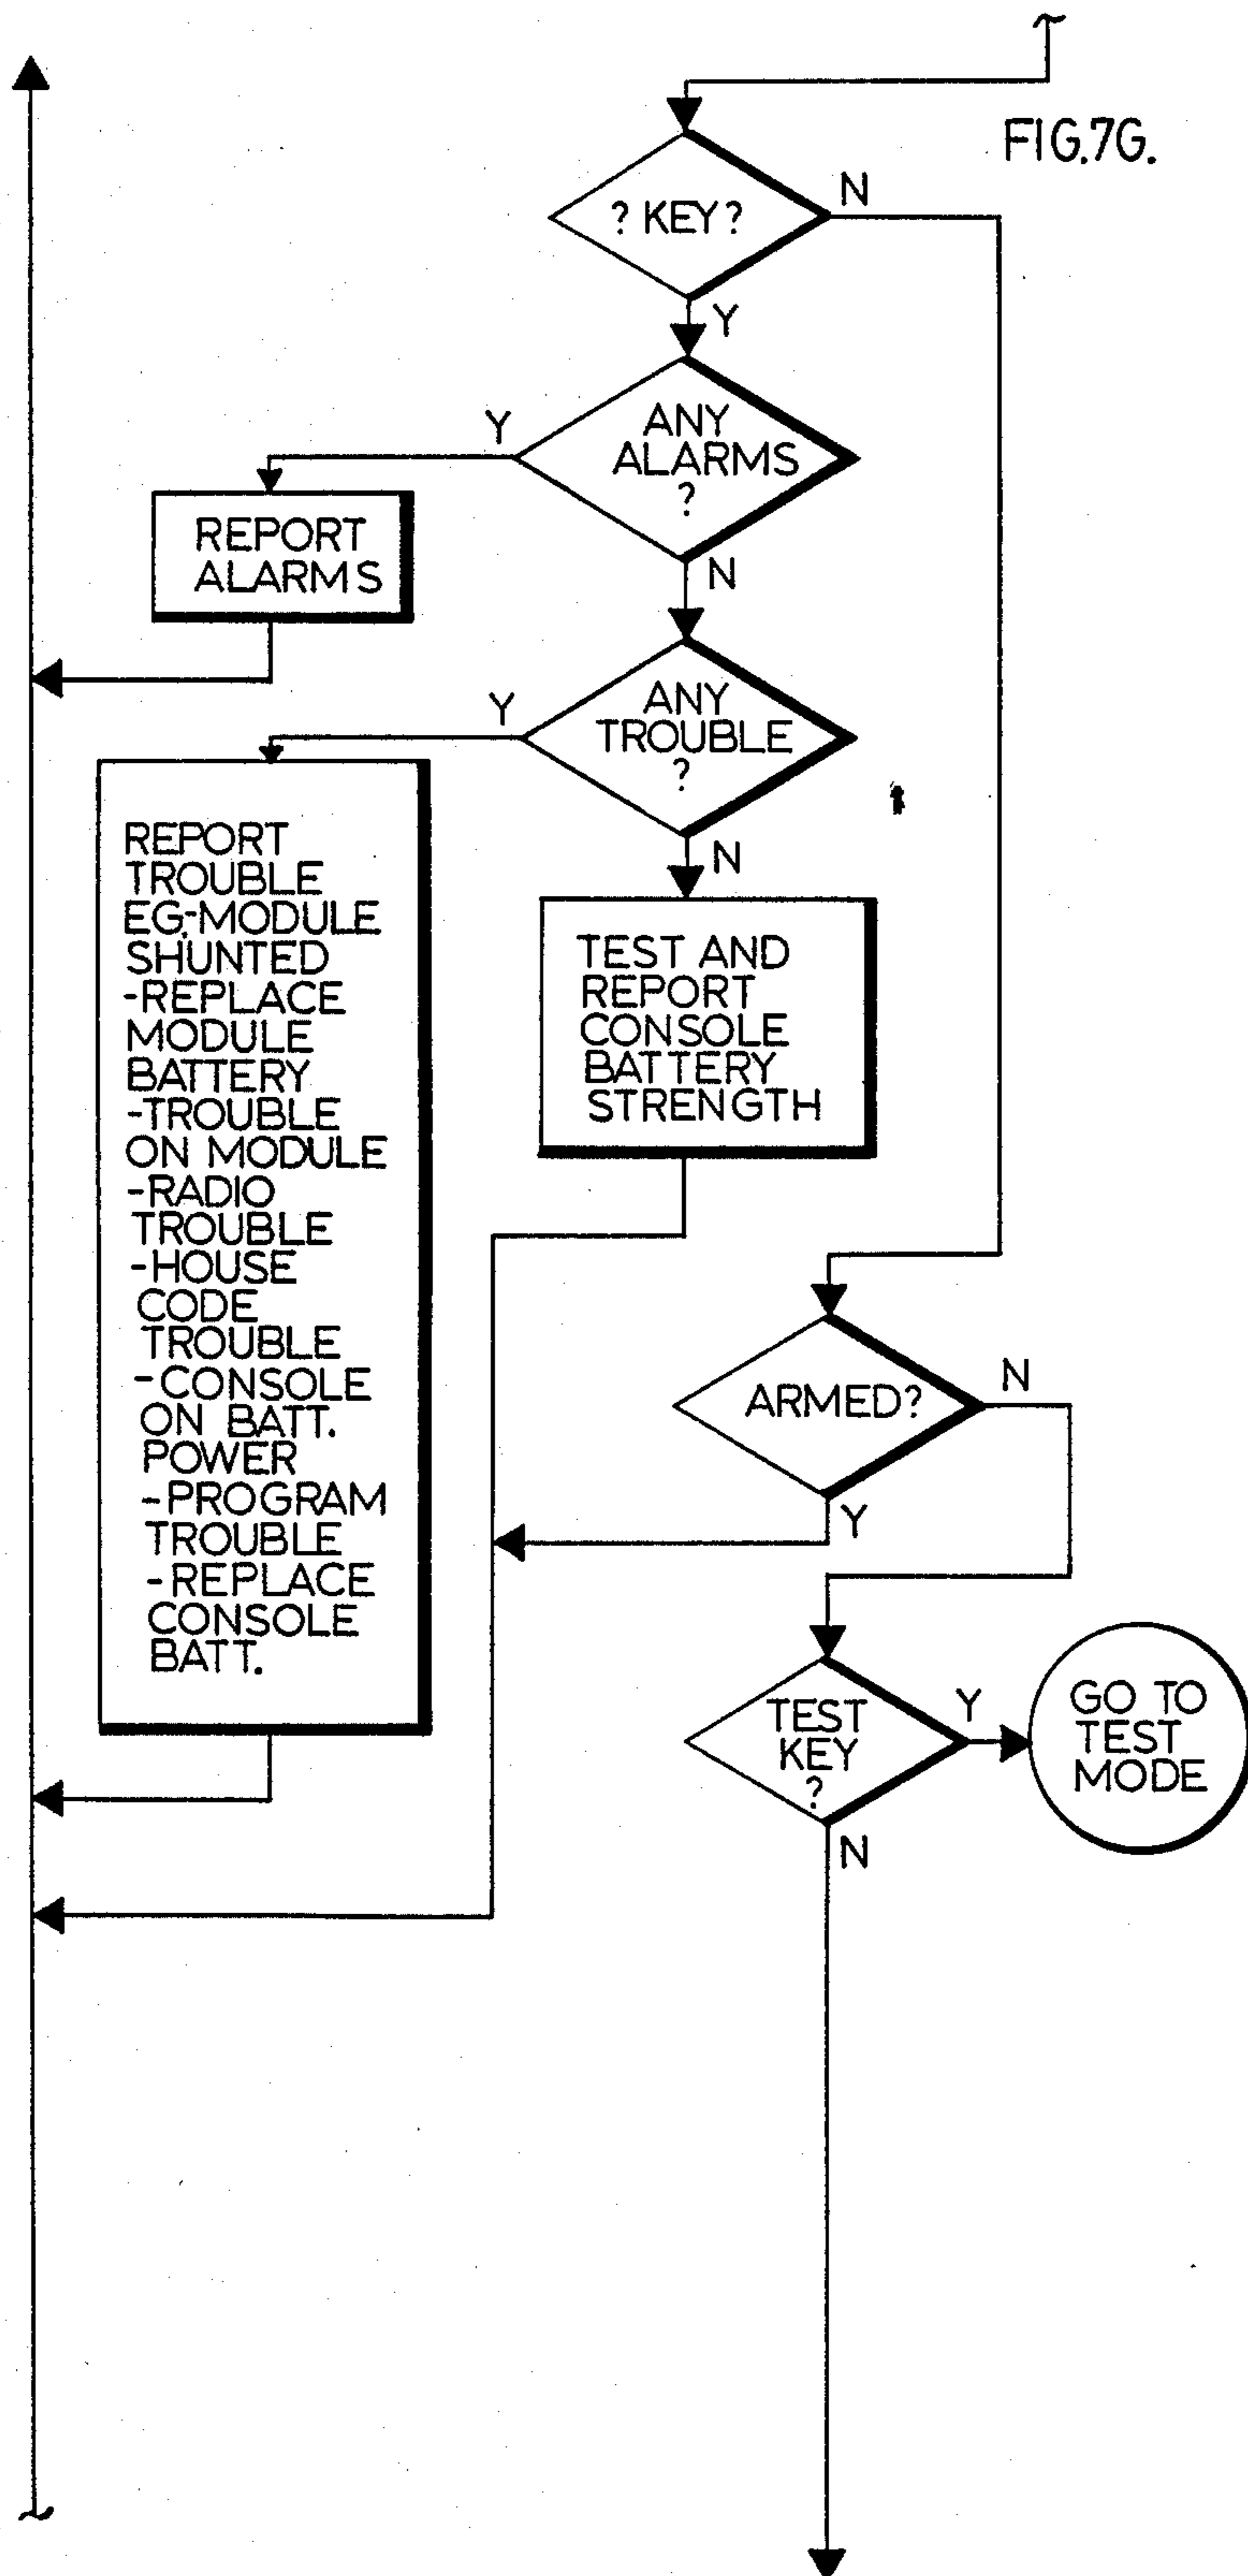 FIG.7G.
? KEY?
N
Y
ANY
ALARMS
?
Y
N
REPORT
ALARMS
ANY
TROUBLE
?
Y
N
REPORT
TROUBLE
EG.-MODULE
SHUNTED
-REPLACE
MODULE
BATTERY
-TROUBLE
ON MODULE
-RADIO
TROUBLE
-HOUSE
CODE
TROUBLE
-CONSOLE
ON BATT.
POWER
-PROGRAM
TROUBLE
-REPLACE
CONSOLE
BATT.
TEST AND
REPORT
CONSOLE
BATTERY
STRENGTH
ARMED?
N
Y
TEST
KEY
?
Y
N
GO TO
TEST
MODE